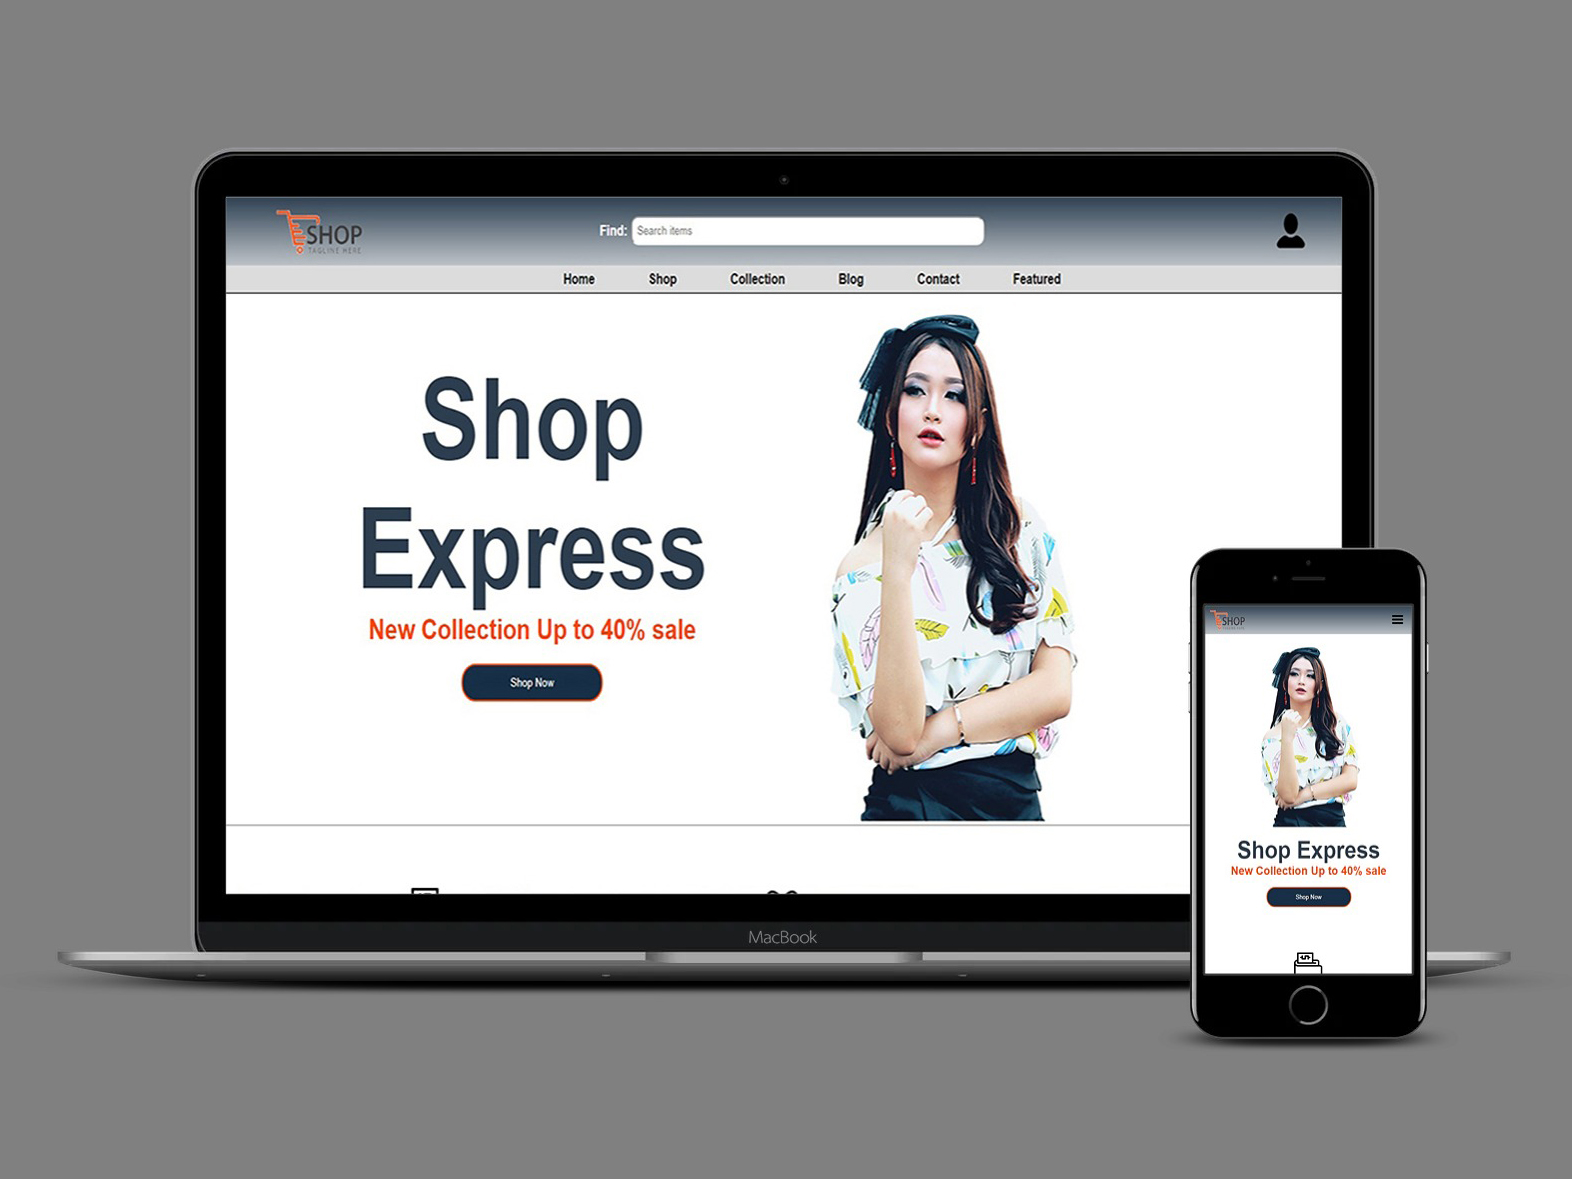 SHOP
TAGLINE HERE
Find: Search items
Home Shop Collection Blog Contact Featured
Shop
Express
New Collection Up to 40% sale
Shop Now
MacBook
SHOP
Shop Express
New Collection Up to 40% sale
Shop Now